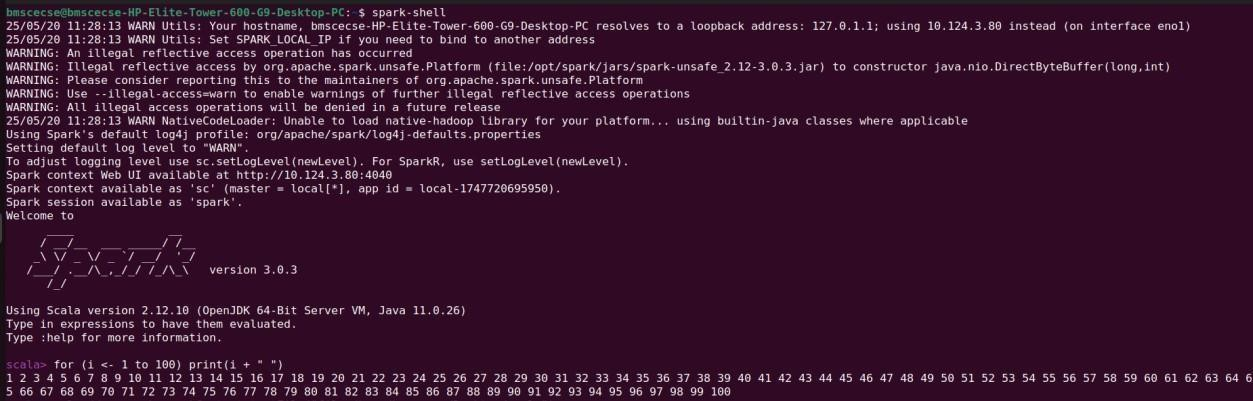 bmscecse@bmscecse-HP-Elite-Tower-600-G9-Desktop-PC:~$ spark-shell
25/05/20 11:28:13 WARN Utils: Your hostname, bmscecse-HP-Elite-Tower-600-G9-Desktop-PC resolves to a loopback address: 127.0.1.1; using 10.124.3.80 instead (on interface eno1)
25/05/20 11:28:13 WARN Utils: Set SPARK_LOCAL_IP if you need to bind to another address
WARNING: An illegal reflective access operation has occurred
WARNING: Illegal reflective access by org.apache.spark.unsafe.Platform (file:/opt/spark/jars/spark-unsafe_2.12-3.0.3.jar) to constructor java.nio.DirectByteBuffer(long,int)
WARNING: Please consider reporting this to the maintainers of org.apache.spark.unsafe.Platform
WARNING: Use --illegal-access=warn to enable warnings of further illegal reflective access operations
WARNING: All illegal access operations will be denied in a future release
25/05/20 11:28:13 WARN NativeCodeLoader: Unable to load native-hadoop library for your platform... using builtin-java classes where applicable
Using Spark's default log4j profile: org/apache/spark/log4j-defaults.properties
Setting default log level to "WARN".
To adjust logging level use sc.setLogLevel(newLevel). For SparkR, use setLogLevel(newLevel).
Spark context Web UI available at http://10.124.3.80:4040
Spark context available as 'sc' (master = local[*], app id = local-1747720695950).
Spark session available as 'spark'.
Welcome to
      ____              __
     / __/__  ___ _____/ /__
    _\ \/ _ \/ _ `/ __/  '_/
   /___/ .__/\_,_/_/ /_/\_\   version 3.0.3
      /_/
Using Scala version 2.12.10 (OpenJDK 64-Bit Server VM, Java 11.0.26)
Type in expressions to have them evaluated.
Type :help for more information.
scala> for (i <- 1 to 100) print(i + " ")
1 2 3 4 5 6 7 8 9 10 11 12 13 14 15 16 17 18 19 20 21 22 23 24 25 26 27 28 29 30 31 32 33 34 35 36 37 38 39 40 41 42 43 44 45 46 47 48 49 50 51 52 53 54 55 56 57 58 59 60 61 62 63 64 6
5 66 67 68 69 70 71 72 73 74 75 76 77 78 79 80 81 82 83 84 85 86 87 88 89 90 91 92 93 94 95 96 97 98 99 100